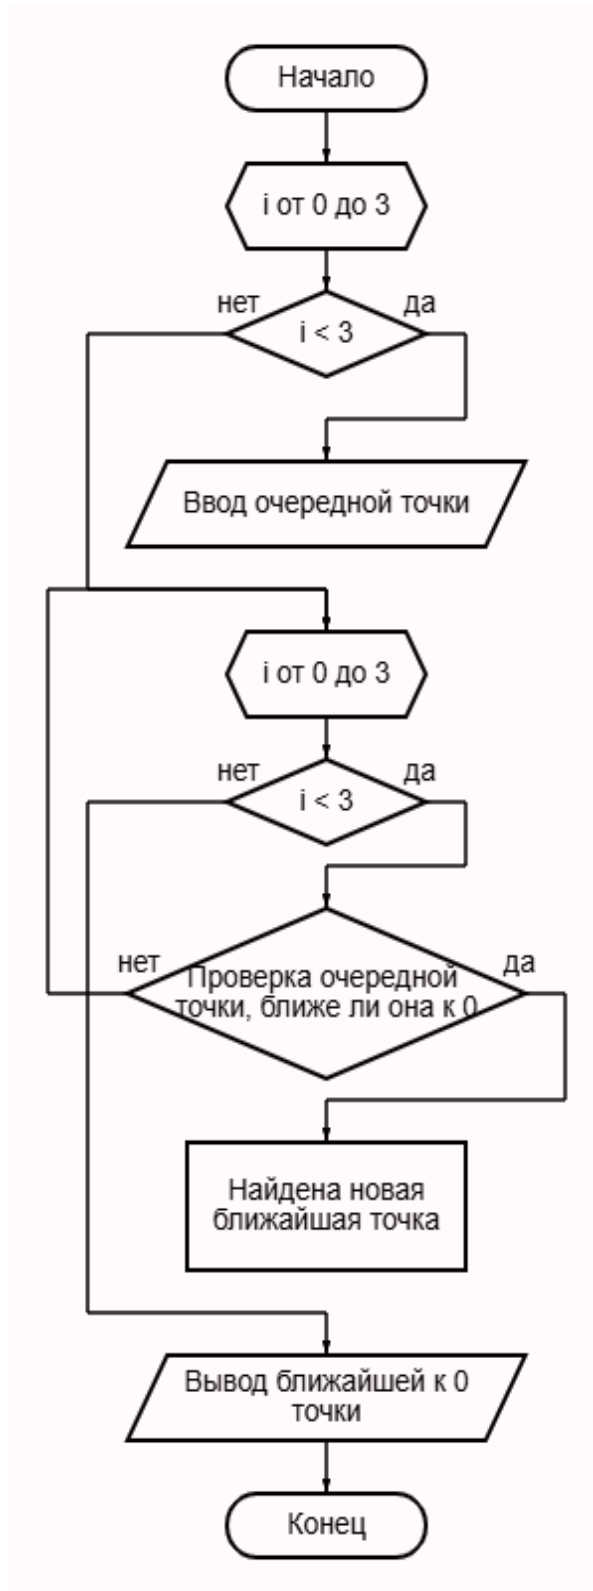 Начало
i от 0 до 3
нет
да
i < 3
Ввод очередной точки
i от 0 до 3
нет
да
i < 3
нет
да
Проверка очередной
точки, ближе ли она к 0
Найдена новая
ближайшая точка
Вывод ближайшей к 0
точки
Конец